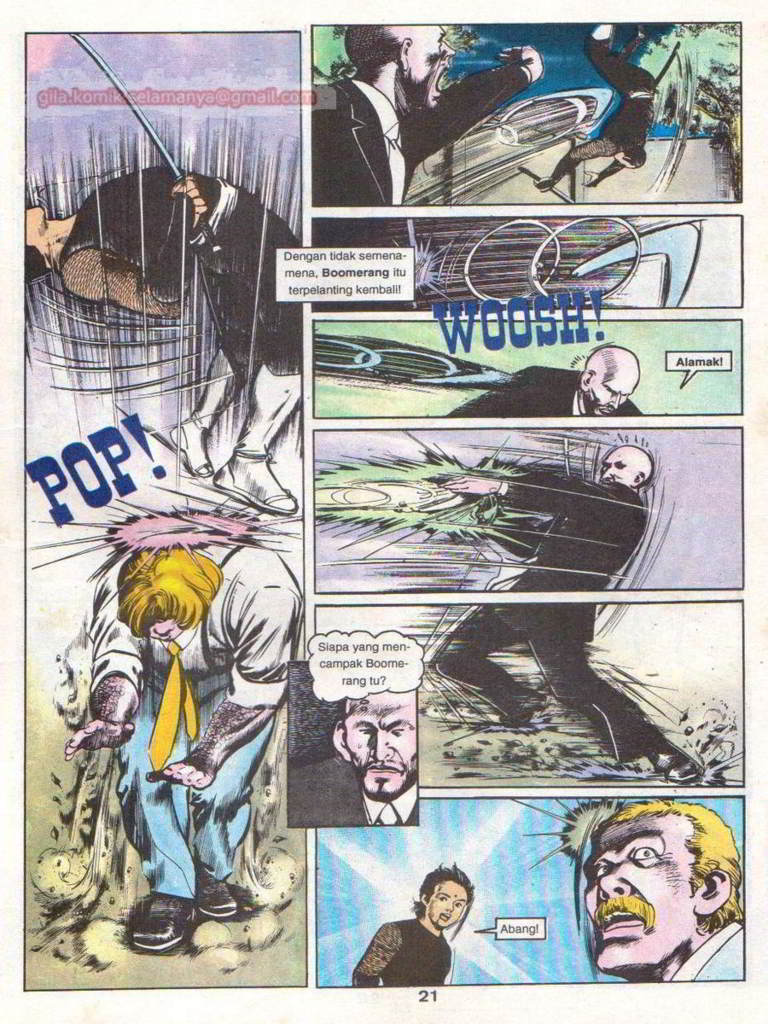 gila.komik.selamanya@gmail.com
Dengan tidak semena-
mena, Boomerang itu
terpelanting kembali!
WOOSH!
Alamak!
POP!
Siapa yang men-
campak Boome-
rang tu?
Abang!
21